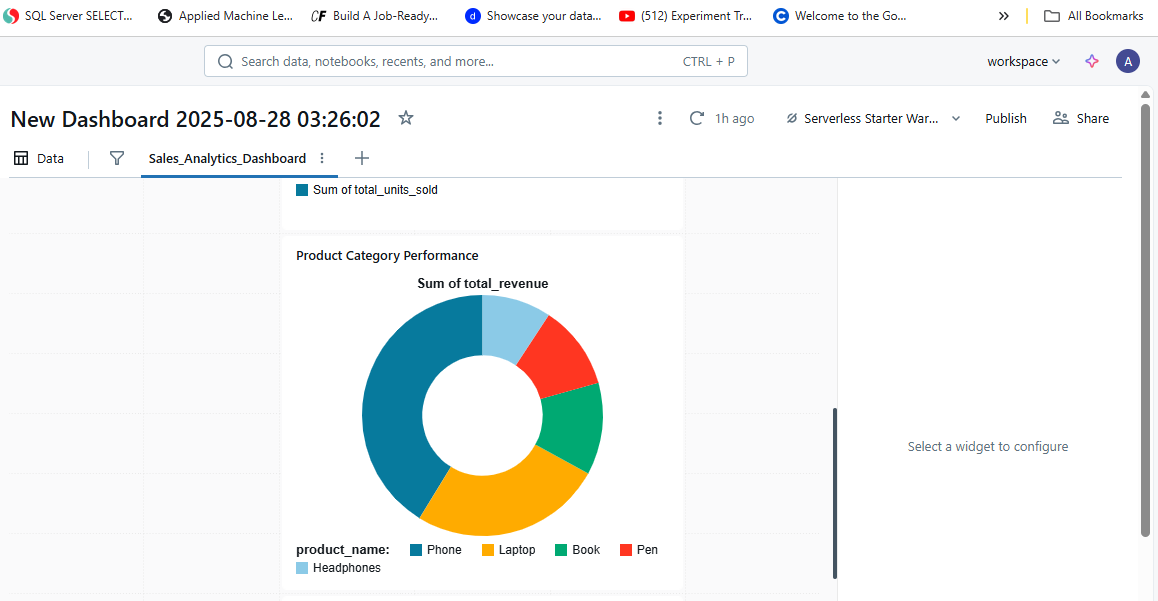 SQL Server SELECT... Applied Machine Le... Build A Job-Ready... Showcase your data... (512) Experiment Tr... Welcome to the Go... » All Bookmarks
Search data, notebooks, recents, and more... CTRL + P workspace A
New Dashboard 2025-08-28 03:26:02 1h ago Serverless Starter War... Publish Share
Data Sales_Analytics_Dashboard
Sum of total_units_sold
Product Category Performance
Sum of total_revenue
Select a widget to configure
product_name: Phone Laptop Book Pen
Headphones